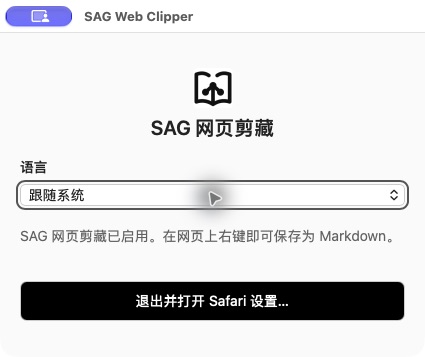 SAG Web Clipper
SAG 网页剪藏
语言
跟随系统
SAG 网页剪藏已启用。在网页上右键即可保存为 Markdown。
退出并打开 Safari 设置...